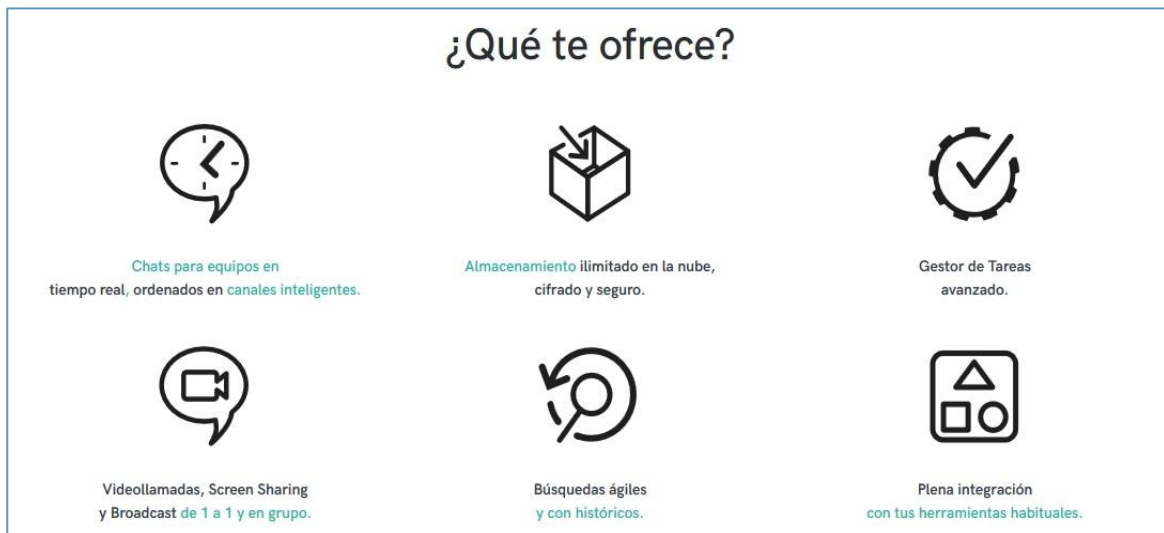 ¿Qué te ofrece?
Chats para equipos en
tiempo real, ordenados en canales inteligentes.
Almacenamiento ilimitado en la nube,
cifrado y seguro.
Gestor de Tareas
avanzado.
Videollamadas, Screen Sharing
y Broadcast de 1 a 1 y en grupo.
Búsquedas ágiles
y con históricos.
Plena integración
con tus herramientas habituales.